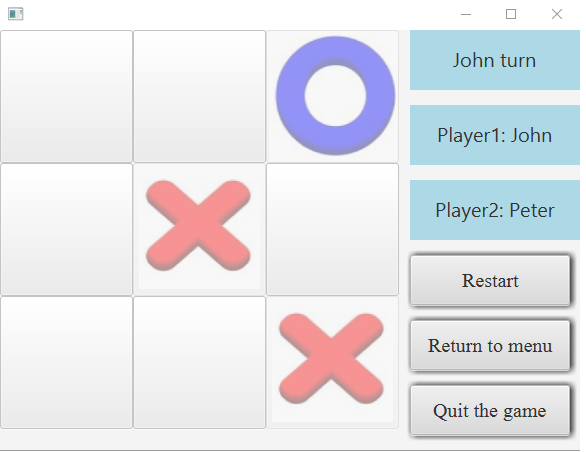 John turn
Player1: John
Player2: Peter
Restart
Return to menu
Quit the game